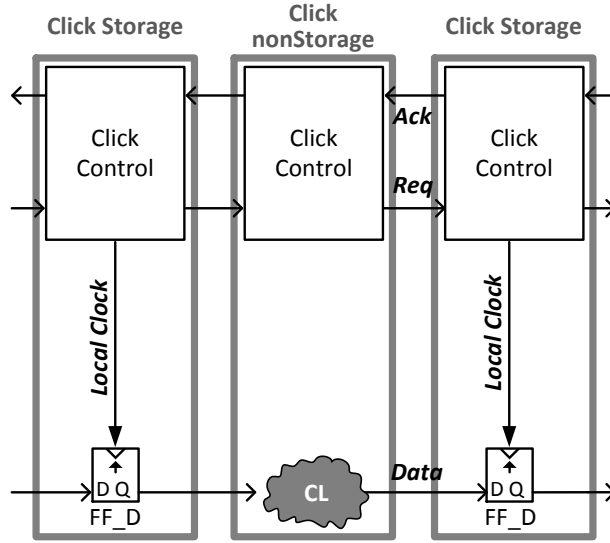 Click Storage
Click
nonStorage
Click Storage
Click
Control
Click
Control
Click
Control
Ack
Req
Local Clock
Local Clock
D Q
FF_D
CL
Data
D Q
FF_D